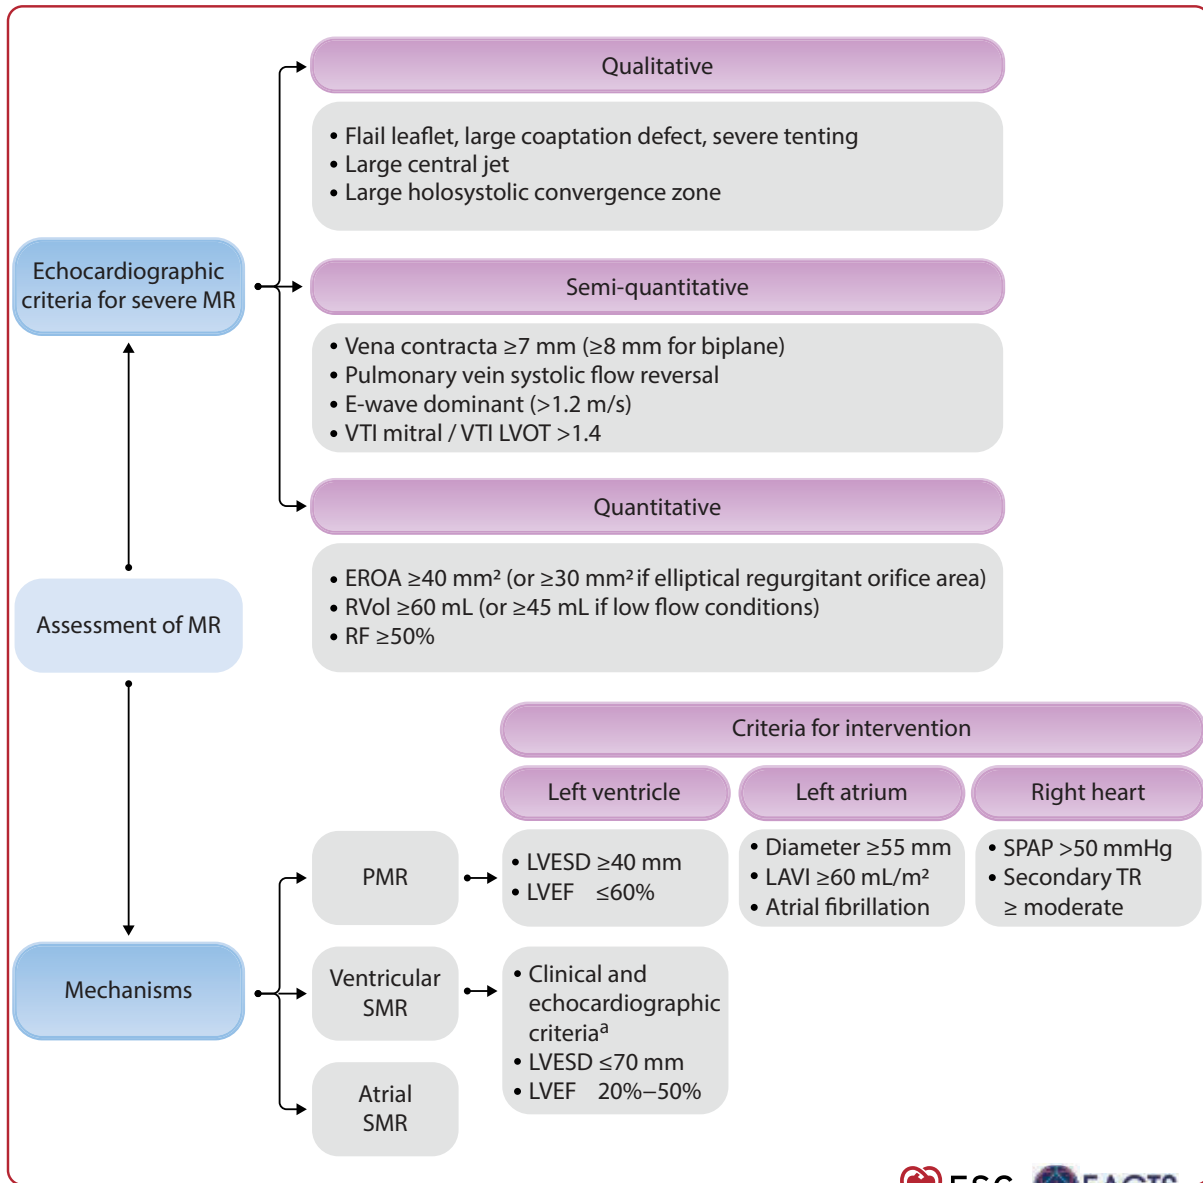 Qualitative
• Flail leaflet, large coaptation defect, severe tenting
• Large central jet
• Large holosystolic convergence zone
Echocardiographic
criteria for severe MR
Semi-quantitative
• Vena contracta ≥7 mm (≥8 mm for biplane)
• Pulmonary vein systolic flow reversal
• E-wave dominant (>1.2 m/s)
• VTI mitral / VTI LVOT >1.4
Quantitative
• EROA ≥40 mm² (or ≥30 mm² if elliptical regurgitant orifice area)
• RVol ≥60 mL (or ≥45 mL if low flow conditions)
• RF ≥50%
Assessment of MR
Criteria for intervention
Left ventricle
Left atrium
Right heart
PMR
• LVESD ≥40 mm
• LVEF ≤60%
• Diameter ≥55 mm
• LAVI ≥60 mL/m²
• Atrial fibrillation
• SPAP >50 mmHg
• Secondary TR
≥ moderate
Mechanisms
Ventricular
SMR
• Clinical and
echocardiographic
criteriaᵃ
• LVESD ≤70 mm
• LVEF 20%–50%
Atrial
SMR
ESC
EACTS